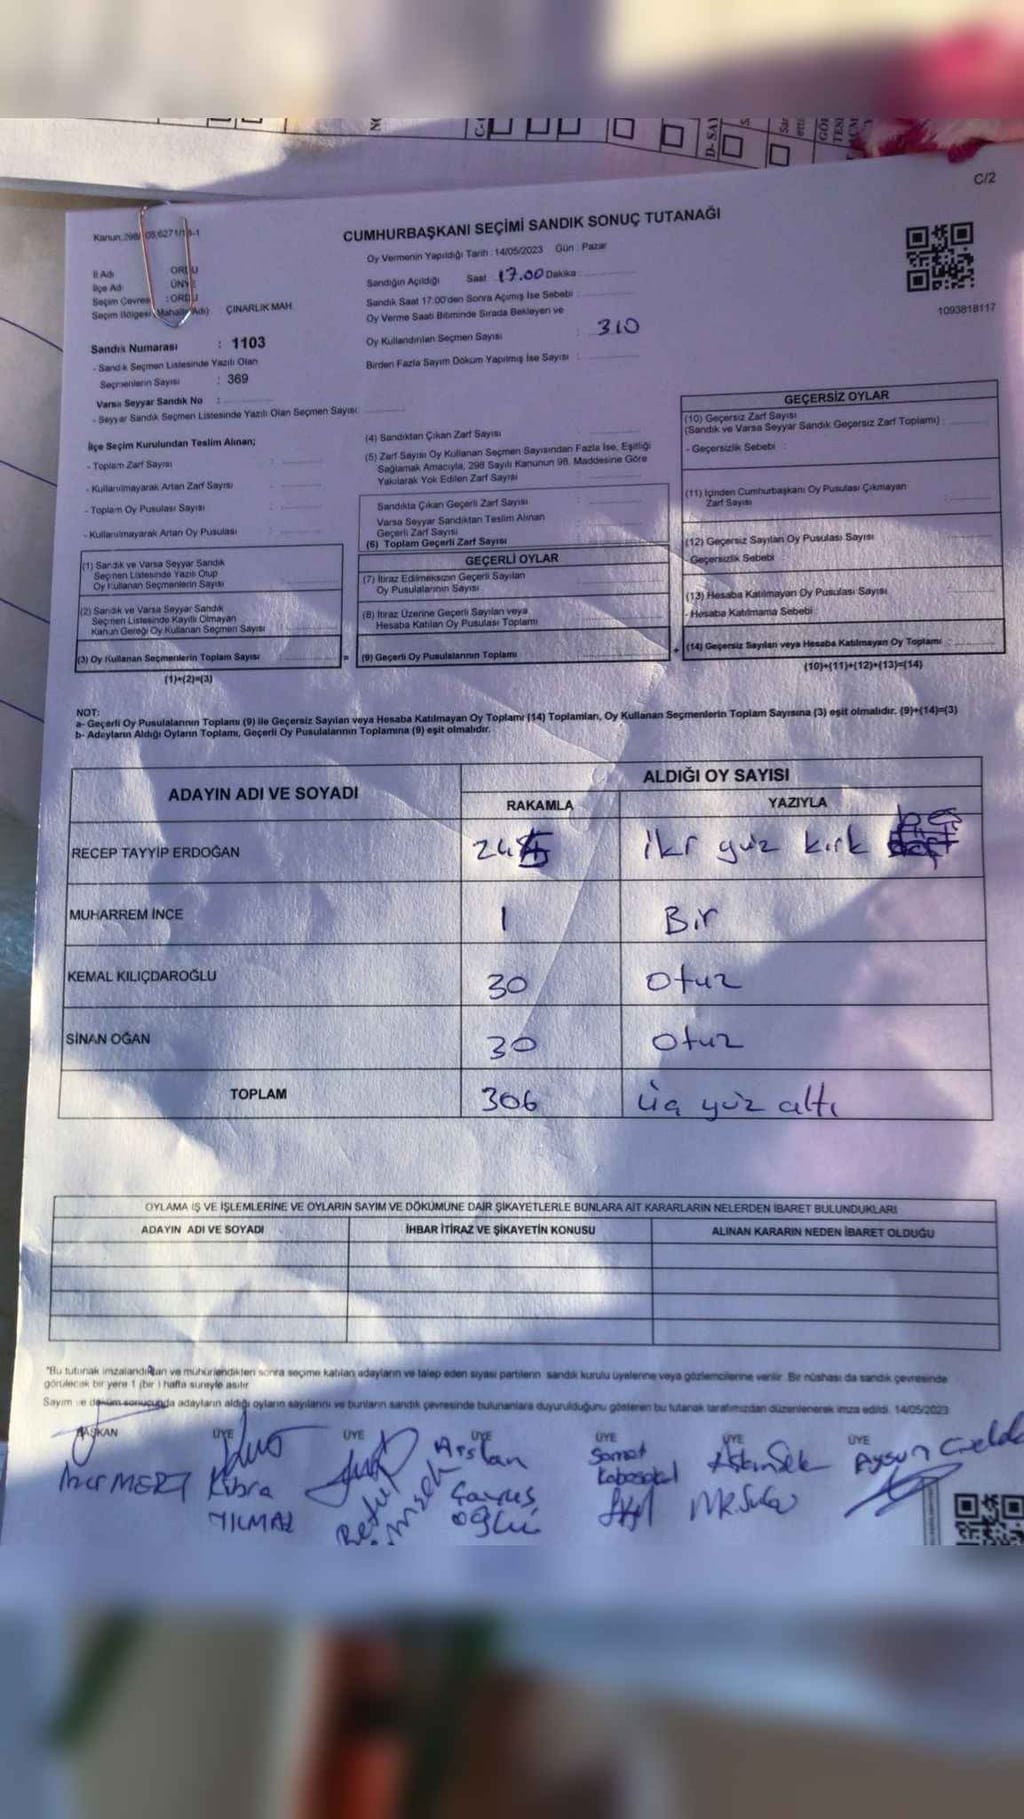 C/2
CUMHURBAŞKANI SEÇİMİ SANDIK SONUÇ TUTANAĞI
Oy Vermenin Yapıldığı Tarih : 14/05/2023 Gün : Pazar
İl Adı ORDU
İlçe Adı ÜNYE
Seçim Çevresi : ORDU
Seçim Bölgesi (Mahalle Adı) ÇINARLIK MAH.
Sandık Numarası : 1103
- Sandık Seçmen Listesinde Yazılı Olan
Seçmenlerin Sayısı : 369
Varsa Seyyar Sandık No :
- Seyyar Sandık Seçmen Listesinde Yazılı Olan Seçmen Sayısı
Sandığın Açıldığı Saat : 17.00 Dakika :
Sandık Saat 17.00'den Sonra Açımış İse Sebebi :
Oy Verme Saati Bitiminde Sırada Bekleyen ve
Oy Kullandırılan Seçmen Sayısı : 310
Birden Fazla Sayım Döküm Yapılmış İse Sayısı :
1093818117
İlçe Seçim Kurulundan Teslim Alınan;
- Toplam Zarf Sayısı :
- Kullanılmayarak Artan Zarf Sayısı :
- Toplam Oy Pusulası Sayısı :
- Kullanılmayarak Artan Oy Pusulası :
(4) Sandıktan Çıkan Zarf Sayısı
(5) Zarf Sayısı Oy Kullanan Seçmen Sayısından Fazla İse, Eşitliği
Sağlamak Amacıyla, 298 Sayılı Kanunun 98. Maddesine Göre
Yakılarak Yok Edilen Zarf Sayısı
Sandıkta Çıkan Geçerli Zarf Sayısı
Varsa Seyyar Sandıktan Teslim Alınan
Geçerli Zarf Sayısı
(6) Toplam Geçerli Zarf Sayısı
GEÇERSİZ OYLAR
(10) Geçersiz Zarf Sayısı
(Sandık ve Varsa Seyyar Sandık Geçersiz Zarf Toplamı) :
- Geçersizlik Sebebi :
(11) İçinden Cumhurbaşkanı Oy Pusulası Çıkmayan
Zarf Sayısı
(12) Geçersiz Sayılan Oy Pusulası Sayısı
Geçersizlik Sebebi
(13) Hesaba Katılmayan Oy Pusulası Sayısı
- Hesaba Katılmama Sebebi
(14) Geçersiz Sayılan veya Hesaba Katılmayan Oy Toplamı
(10)+(11)+(12)+(13)=(14)
(1) Sandık ve Varsa Seyyar Sandık
Seçmen Listesinde Yazılı Olup
Oy Kullanan Seçmenlerin Sayısı
(2) Sandık ve Varsa Seyyar Sandık
Seçmen Listesinde Kayıtlı Olmayan
Kanun Gereği Oy Kullanan Seçmen Sayısı
(3) Oy Kullanan Seçmenlerin Toplam Sayısı =
(1)+(2)=(3)
GEÇERLİ OYLAR
(7) İtiraz Edilmeksizin Geçerli Sayılan
Oy Pusulasının Sayısı
(8) İtiraz Üzerine Geçerli Sayılan veya
Hesaba Katılan Oy Pusulası Toplamı
(9) Geçerli Oy Pusulalarının Toplamı +
NOT:
a- Geçerli Oy Pusulalarının Toplamı (9) ile Geçersiz Sayılan veya Hesaba Katılmayan Oy Toplamı (14) Toplamları, Oy Kullanan Seçmenlerin Toplam Sayısına (3) eşit olmalıdır. (9)+(14)=(3)
b- Adayların Aldığı Oyların Toplamı, Geçerli Oy Pusulalarının Toplamına (9) eşit olmalıdır.
ADAYIN ADI VE SOYADI ALDIĞI OY SAYISI
RAKAMLA YAZIYLA
RECEP TAYYİP ERDOĞAN 245 iki yüz kırk beş
MUHARREM İNCE 1 Bir
KEMAL KILIÇDAROĞLU 30 otuz
SİNAN OĞAN 30 otuz
TOPLAM 306 üç yüz altı
OYLAMA İŞ VE İŞLEMLERİNE VE OYLARIN SAYIM VE DÖKÜMÜNE DAİR ŞİKAYETLERLE BUNLARA AİT KARARLARIN NELERDEN İBARET BULUNDUKLARI
ADAYIN ADI VE SOYADI İHBAR İTİRAZ VE ŞİKAYETİN KONUSU ALINAN KARARIN NEDEN İBARET OLDUĞU
"Bu tutanak imzalandıktan ve mühürlendikten sonra seçime katılan adayların ve talep eden siyasi partilerin sandık kurulu üyelerine veya gözlemcilerine verilir. Bir nüshası da sandık çevresinde
görülecek bir yere 1 (bir) hafta süreyle asılır
Sayım ve döküm sonucunda adayların aldığı oyların sayılarını ve bunların sandık çevresinde bulunanlara duyurulduğunu gösteren bu tutanak tarafımızdan düzenlenerek imza edildi. 14/05/2023
BAŞKAN ÜYE ÜYE ÜYE ÜYE ÜYE ÜYE
MERT Kübra Arslan Samet Aysun
YILMAZ Betül Çavuş
oğlu